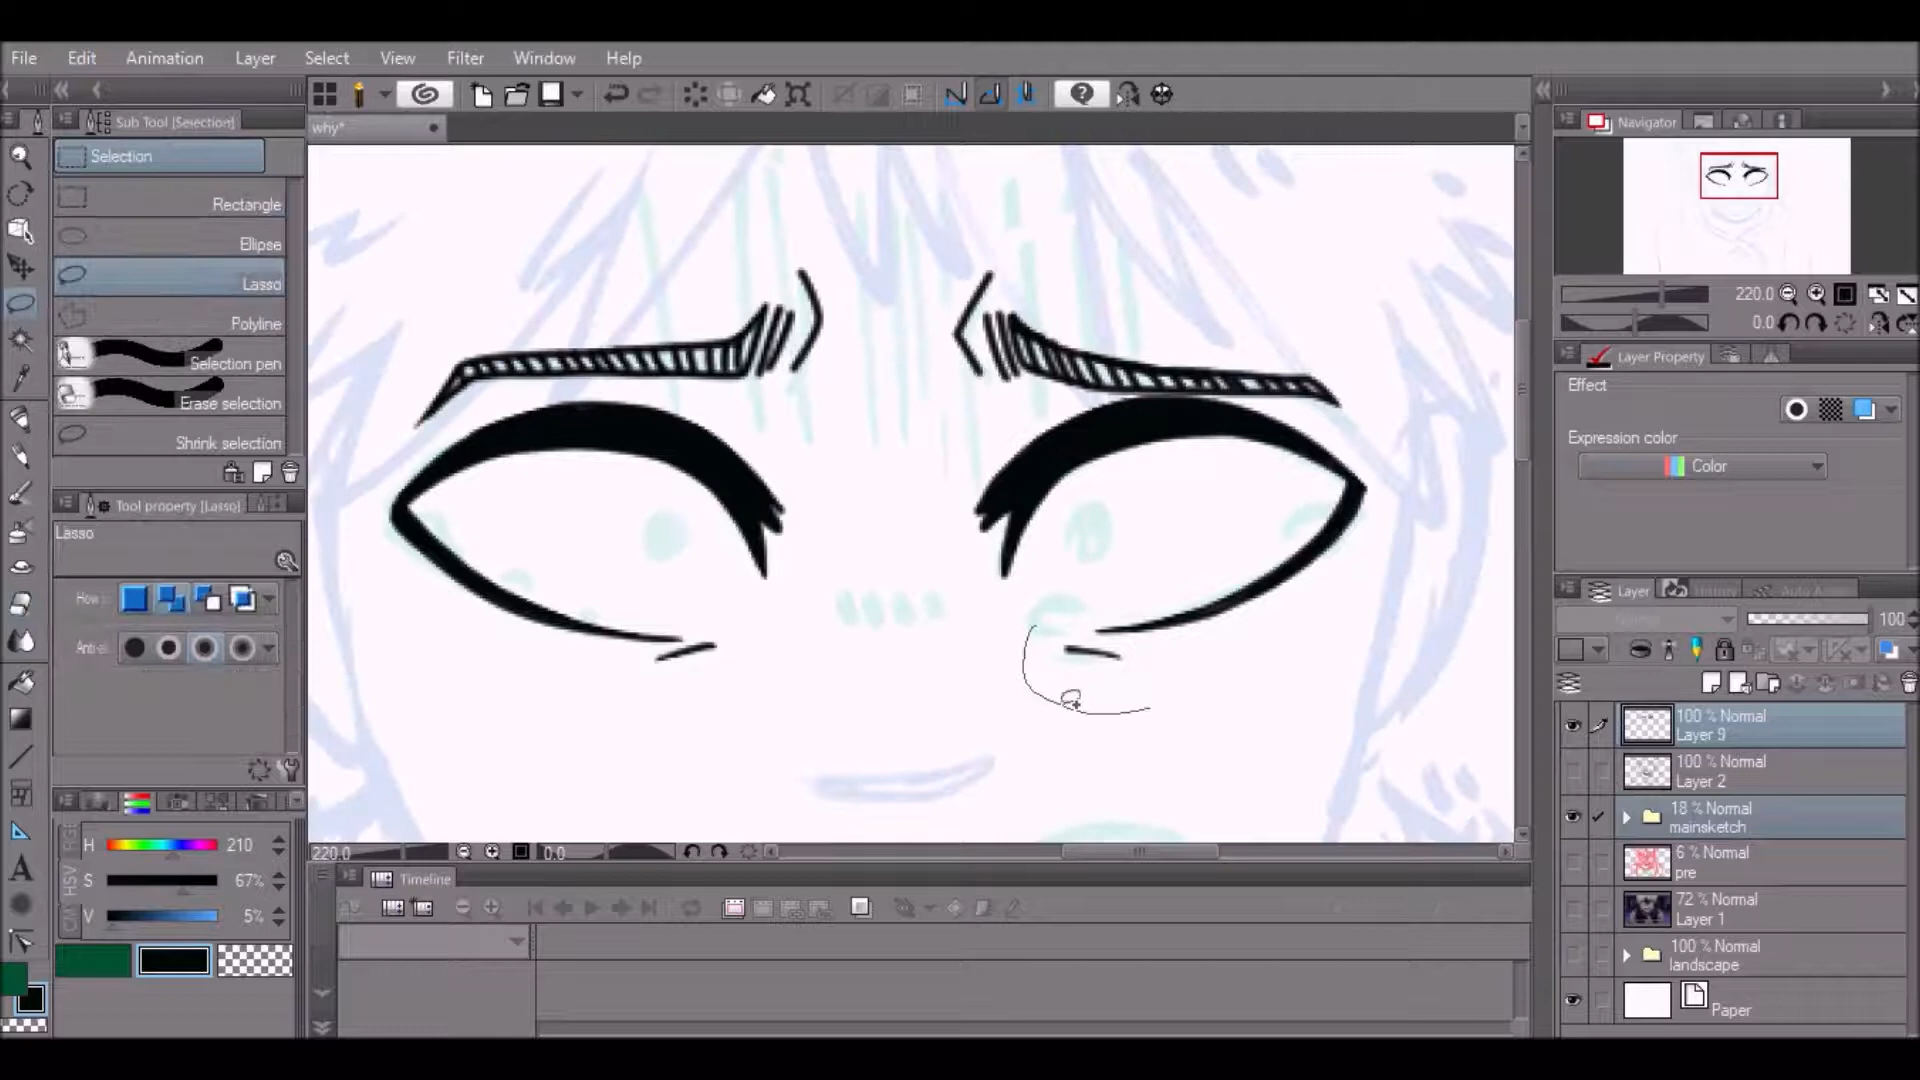 File Edit Animation Layer Select View Filter Window Help
Sub Tool [Selection]
why*
Navigator
Selection
Rectangle
Ellipse
Lasso
Polyline
Selection pen
Erase selection
Shrink selection
220.0
0.0
Layer Property
Effect
Expression color
Color
Tool property [Lasso]
Lasso
Layer
History
100
100 % Normal
Layer 9
100 % Normal
Layer 2
18 % Normal
mainsketch
6 % Normal
pre
72 % Normal
Layer 1
100 % Normal
landscape
Paper
H 210
S 67%
V 5%
HSV
220.0 0.0
Timeline
A